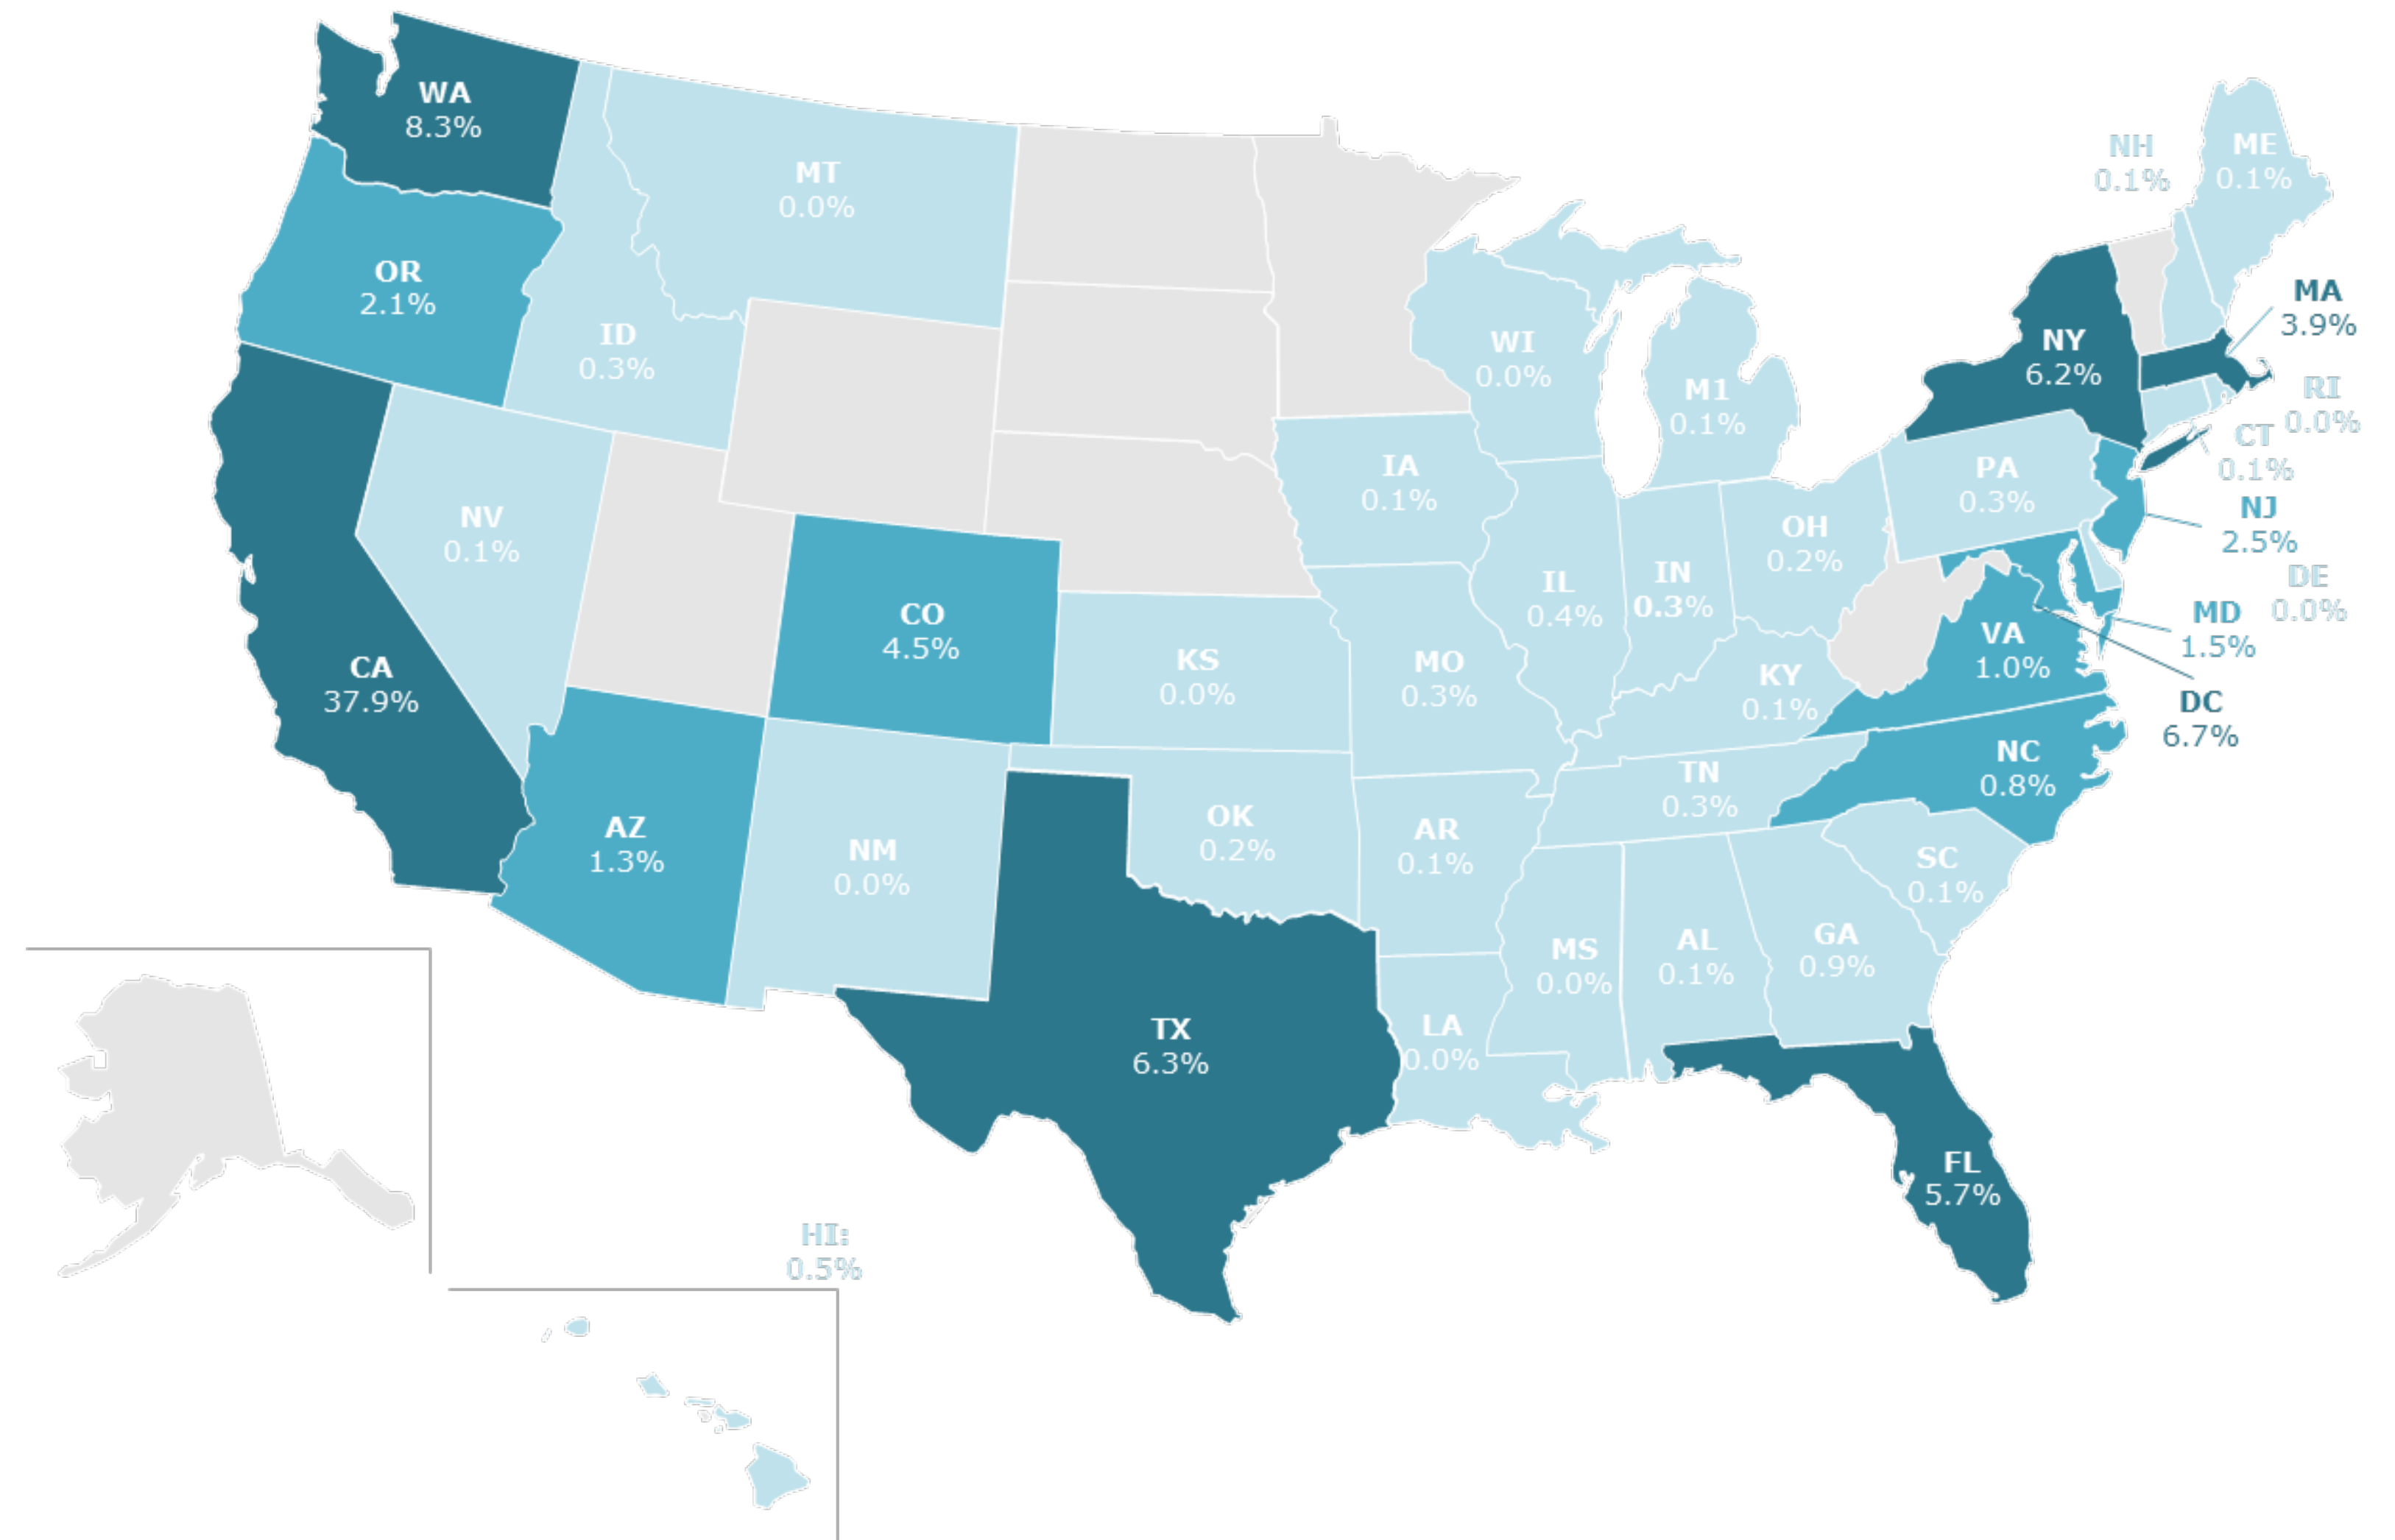 WA
8.3%
MT
0.0%
NH
0.1%
ME
0.1%
OR
2.1%
ID
0.3%
MA
3.9%
WI
0.0%
NY
6.2%
M1
0.1%
RI
0.0%
CT
0.1%
IA
0.1%
PA
0.3%
NV
0.1%
NJ
2.5%
OH
0.2%
IL
0.4%
IN
0.3%
DE
0.0%
CO
4.5%
MD
1.5%
VA
1.0%
CA
37.9%
KS
0.0%
MO
0.3%
KY
0.1%
DC
6.7%
NC
0.8%
TN
0.3%
AZ
1.3%
NM
0.0%
OK
0.2%
AR
0.1%
SC
0.1%
MS
0.0%
AL
0.1%
GA
0.9%
TX
6.3%
LA
0.0%
FL
5.7%
HI:
0.5%